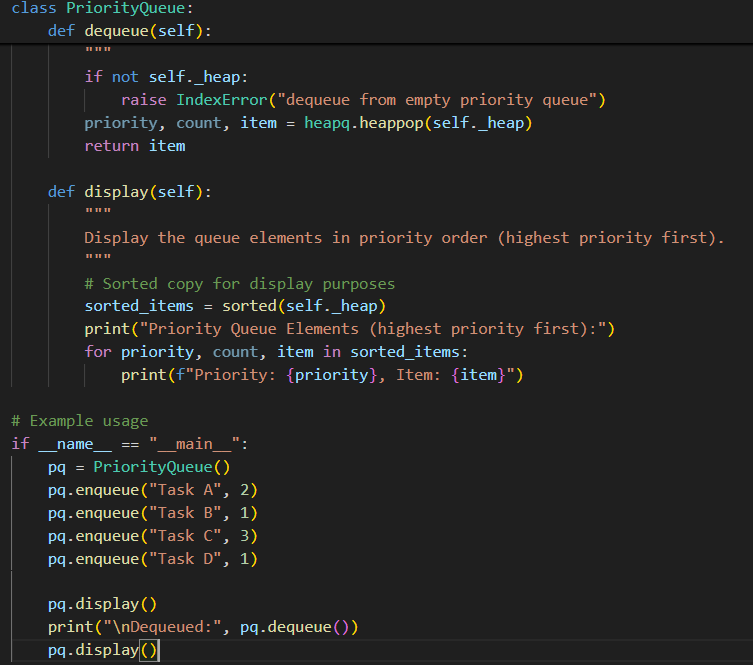 class PriorityQueue:
    def dequeue(self):
        """
        if not self._heap:
            raise IndexError("dequeue from empty priority queue")
        priority, count, item = heapq.heappop(self._heap)
        return item

    def display(self):
        """
        Display the queue elements in priority order (highest priority first).
        """
        # Sorted copy for display purposes
        sorted_items = sorted(self._heap)
        print("Priority Queue Elements (highest priority first):")
        for priority, count, item in sorted_items:
            print(f"Priority: {priority}, Item: {item}")

# Example usage
if __name__ == "__main__":
    pq = PriorityQueue()
    pq.enqueue("Task A", 2)
    pq.enqueue("Task B", 1)
    pq.enqueue("Task C", 3)
    pq.enqueue("Task D", 1)

    pq.display()
    print("\nDequeued:", pq.dequeue())
    pq.display()